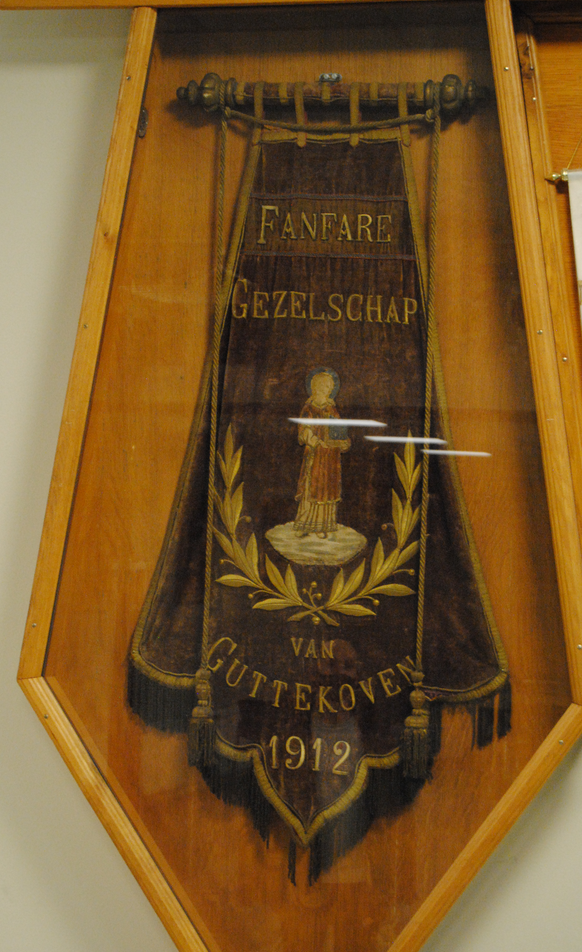 FANFARE
GEZELSCHAP
VAN
GUTTEKOVEN
1912